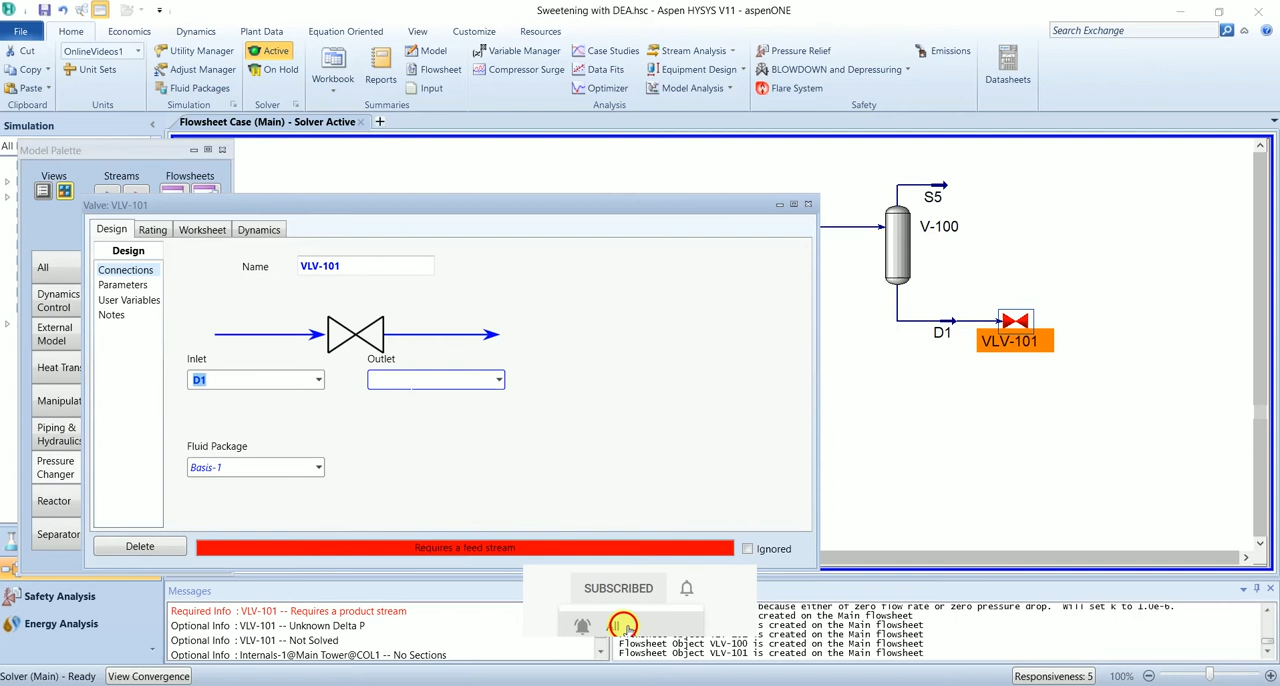 Sweetening with DEA.hsc - Aspen HYSYS V11 - aspenONE
File Home Economics Dynamics Plant Data Equation Oriented View Customize Resources Search Exchange
Cut OnlineVideos1 Utility Manager Active Model Variable Manager Case Studies Stream Analysis Pressure Relief Emissions
Copy Unit Sets Adjust Manager On Hold Workbook Reports Flowsheet Compressor Surge Data Fits Equipment Design BLOWDOWN and Depressuring Datasheets
Paste Fluid Packages Input Optimizer Model Analysis Flare System
Clipboard Units Simulation Solver Summaries Analysis Safety
Simulation Flowsheet Case (Main) - Solver Active
All
Model Palette
Views Streams Flowsheets
S5
Valve: VLV-101
V-100
Design Rating Worksheet Dynamics
Design
Connections
Parameters
User Variables
Notes
Name VLV-101
All
Dynamics
Control
External
Model
Heat Trans
Manipulat
Piping &
Hydraulics
Pressure
Changer
Reactor
Separator
D1
VLV-101
Inlet Outlet
D1
Fluid Package
Basis-1
Delete Requires a feed stream Ignored
SUBSCRIBED
All
Safety Analysis
Energy Analysis
Messages
Required Info : VLV-101 -- Requires a product stream
Optional Info : VLV-101 -- Unknown Delta P
Optional Info : VLV-100 -- Not Solved
Optional Info : Internals-1@Main Tower@COL1 -- No Sections
because either of zero flow rate or zero pressure drop. Will set k to 1.0e-6.
created on the Main flowsheet
created on the Main flowsheet
created on the Main flowsheet
Flowsheet Object V-100 is created on the Main flowsheet
Flowsheet Object VLV-101 is created on the Main flowsheet
Solver (Main) - Ready View Convergence Responsiveness: 5 100%